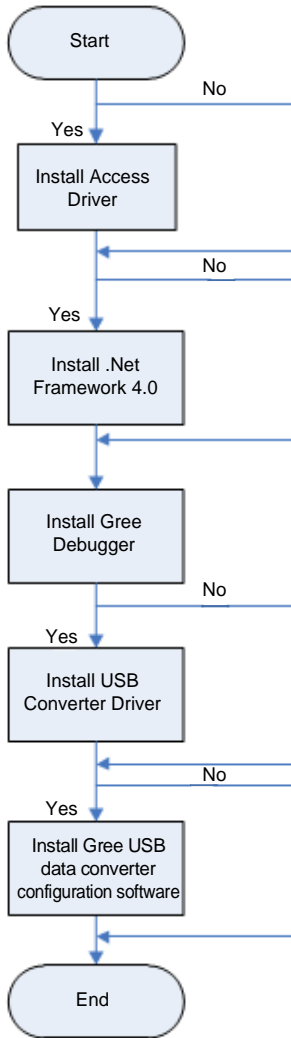 Start
No
Yes
Install Access
Driver
No
Yes
Install .Net
Framework 4.0
Install Gree
Debugger
No
Yes
Install USB
Converter Driver
No
Yes
Install Gree USB
data converter
configuration software
End